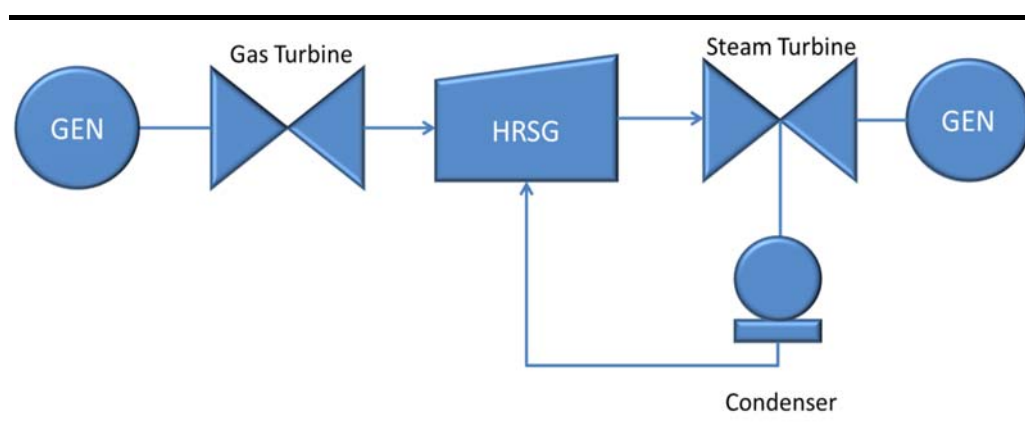 Gas Turbine
Steam Turbine
GEN
HRSG
GEN
Condenser